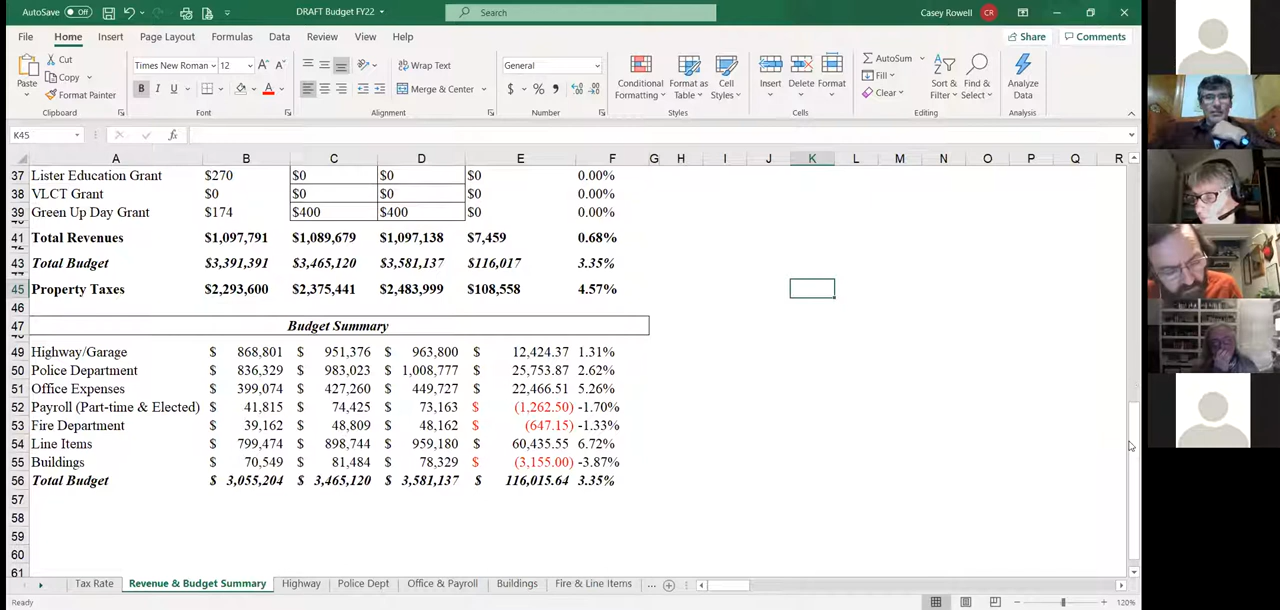 AutoSave Off DRAFT Budget FY22 Search Casey Rowell CR
File Home Insert Page Layout Formulas Data Review View Help Share Comments
Paste Cut Copy Format Painter Times New Roman 12 A A B I U A Wrap Text Merge & Center General $ % 9 Conditional Formatting Format as Table Cell Styles Insert Delete Format AutoSum Fill Clear Sort & Filter Find & Select Analyze Data
Clipboard Font Alignment Number Styles Cells Editing Analysis
K45 fx
A B C D E F G H I J K L M N O P Q R
37 Lister Education Grant $270 $0 $0 $0 0.00%
38 VLCT Grant $0 $0 $0 $0 0.00%
39 Green Up Day Grant $174 $400 $400 $0 0.00%
41 Total Revenues $1,097,791 $1,089,679 $1,097,138 $7,459 0.68%
43 Total Budget $3,391,391 $3,465,120 $3,581,137 $116,017 3.35%
45 Property Taxes $2,293,600 $2,375,441 $2,483,999 $108,558 4.57%
46
47 Budget Summary
49 Highway/Garage $ 868,801 $ 951,376 $ 963,800 $ 12,424.37 1.31%
50 Police Department $ 836,329 $ 983,023 $ 1,008,777 $ 25,753.87 2.62%
51 Office Expenses $ 399,074 $ 427,260 $ 449,727 $ 22,466.51 5.26%
52 Payroll (Part-time & Elected) $ 41,815 $ 74,425 $ 73,163 $ (1,262.50) -1.70%
53 Fire Department $ 39,162 $ 48,809 $ 48,162 $ (647.15) -1.33%
54 Line Items $ 799,474 $ 898,744 $ 959,180 $ 60,435.55 6.72%
55 Buildings $ 70,549 $ 81,484 $ 78,329 $ (3,155.00) -3.87%
56 Total Budget $ 3,055,204 $ 3,465,120 $ 3,581,137 $ 116,015.64 3.35%
57
58
59
60
61
Tax Rate Revenue & Budget Summary Highway Police Dept Office & Payroll Buildings Fire & Line Items ...
Ready 120%